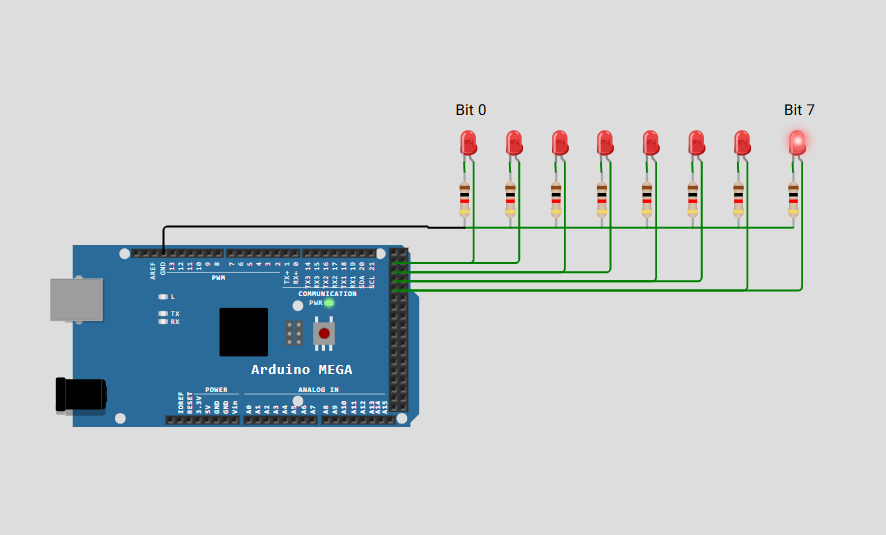 Bit 0 Bit 7
AREF GND 13 12 11 10 9 8 7 6 5 4 3 2 TX→ 1 RX← 0 TX3 14 RX3 15 TX2 16 RX2 17 TX1 18 RX1 19 SDA 20 SCL 21
PWM
COMMUNICATION
PWR
L
TX
RX
Arduino MEGA
POWER ANALOG IN
IOREF RESET 3.3V 5V GND GND Vin A0 A1 A2 A3 A4 A5 A6 A7 A8 A9 A10 A11 A12 A13 A14 A15